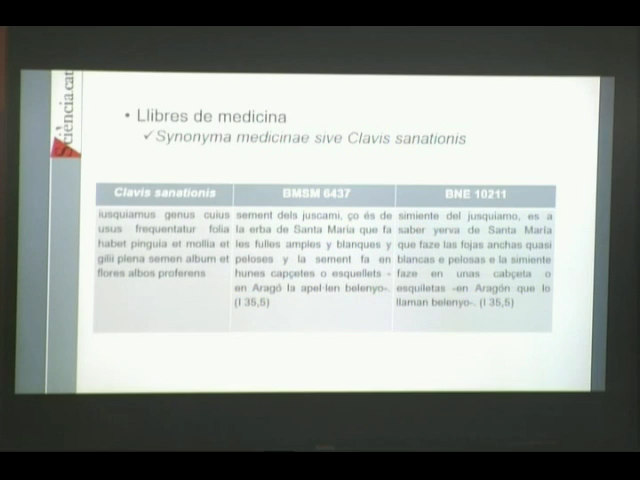 Sciència.cat
• Llibres de medicina
✓Synonyma medicinae sive Clavis sanationis
Clavis sanationis
iusquiamus genus cuius
usus frequentatur folia
habet pinguia et mollia et
gilii plena semen album et
flores albos proferens
BMSM 6437
sement dels juscami, ço és de
la erba de Santa Maria que fa
les fulles amples y blanques y
peloses y la sement fa en
hunes capçetes o esquellets -
en Aragó la apel·len belenyo-.
(I 35,5)
BNE 10211
simiente del jusquiamo, es a
saber yerva de Santa María
que faze las fojas anchas quasi
blancas e pelosas e la simiente
faze en unas cabçeta o
esquiletas -en Aragón que lo
llaman belenyo-. (I 35,5)